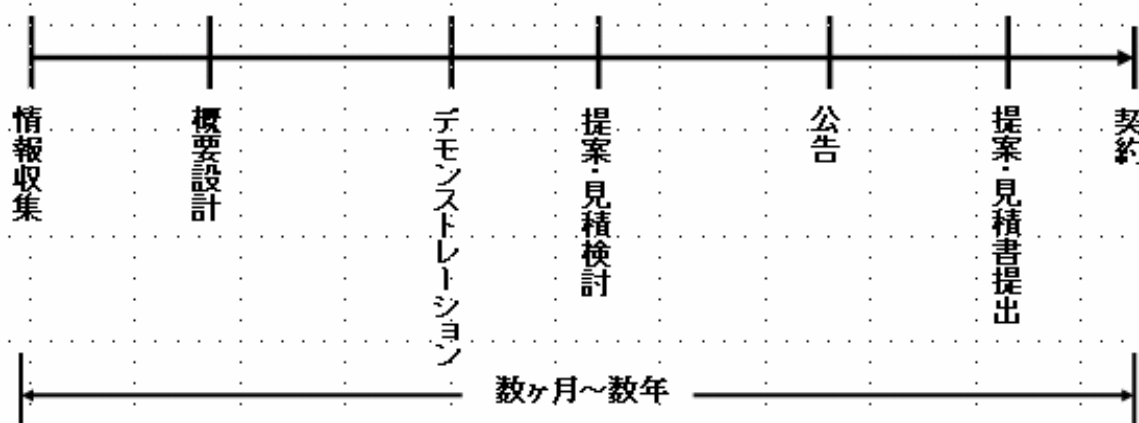 情報収集
概要設計
デモンストレーション
提案・見積検討
公告
提案・見積書提出
契約
数ヶ月～数年